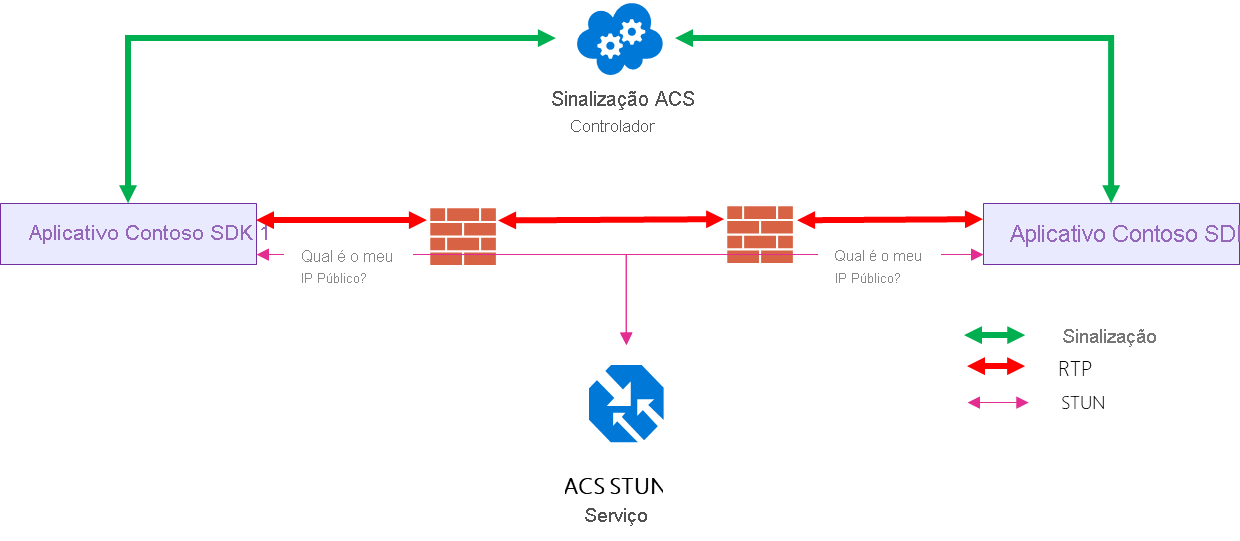 Sinalização ACS
Controlador
Aplicativo Contoso SDK 1
Aplicativo Contoso SD
Qual é o meu
IP Público?
Qual é o meu
IP Público?
Sinalização
RTP
STUN
ACS STUN
Serviço